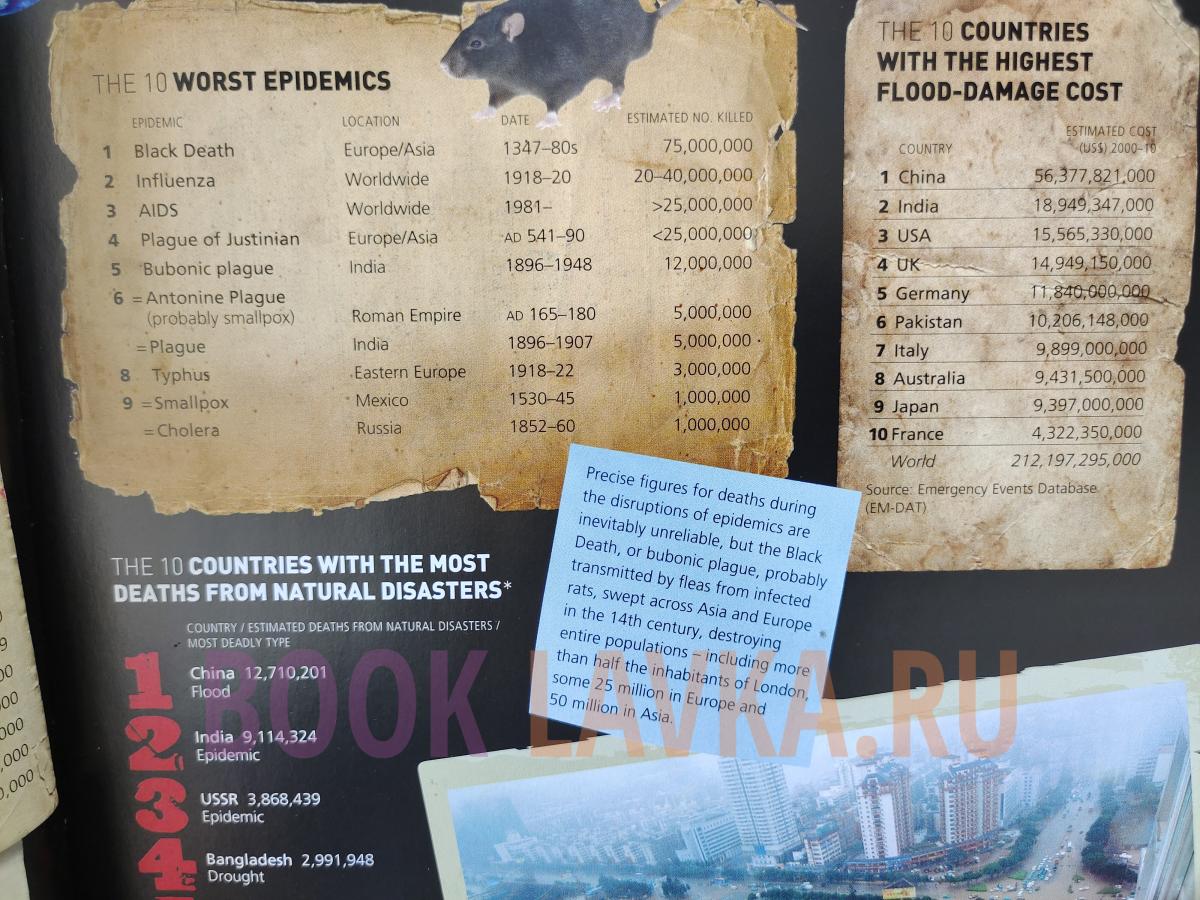 THE 10 WORST EPIDEMICS
EPIDEMIC LOCATION DATE ESTIMATED NO. KILLED
1 Black Death Europe/Asia 1347–80s 75,000,000
2 Influenza Worldwide 1918–20 20–40,000,000
3 AIDS Worldwide 1981– >25,000,000
4 Plague of Justinian Europe/Asia AD 541–90 <25,000,000
5 Bubonic plague India 1896–1948 12,000,000
6 = Antonine Plague
(probably smallpox) Roman Empire AD 165–180 5,000,000
= Plague India 1896–1907 5,000,000
8 Typhus Eastern Europe 1918–22 3,000,000
9 = Smallpox Mexico 1530–45 1,000,000
= Cholera Russia 1852–60 1,000,000
THE 10 COUNTRIES
WITH THE HIGHEST
FLOOD-DAMAGE COST
ESTIMATED COST
COUNTRY (US$) 2000–10
1 China 56,377,821,000
2 India 18,949,347,000
3 USA 15,565,330,000
4 UK 14,949,150,000
5 Germany 11,840,000,000
6 Pakistan 10,206,148,000
7 Italy 9,899,000,000
8 Australia 9,431,500,000
9 Japan 9,397,000,000
10 France 4,322,350,000
World 212,197,295,000
Source: Emergency Events Database
(EM-DAT)
Precise figures for deaths during
the disruptions of epidemics are
inevitably unreliable, but the Black
Death, or bubonic plague, probably
transmitted by fleas from infected
rats, swept across Asia and Europe
in the 14th century, destroying
entire populations – including more
than half the inhabitants of London,
some 25 million in Europe and
50 million in Asia.
THE 10 COUNTRIES WITH THE MOST
DEATHS FROM NATURAL DISASTERS*
COUNTRY / ESTIMATED DEATHS FROM NATURAL DISASTERS /
MOST DEADLY TYPE
1 China 12,710,201
Flood
2 India 9,114,324
Epidemic
3 USSR 3,868,439
Epidemic
4 Bangladesh 2,991,948
Drought
BOOK LAVKA.RU